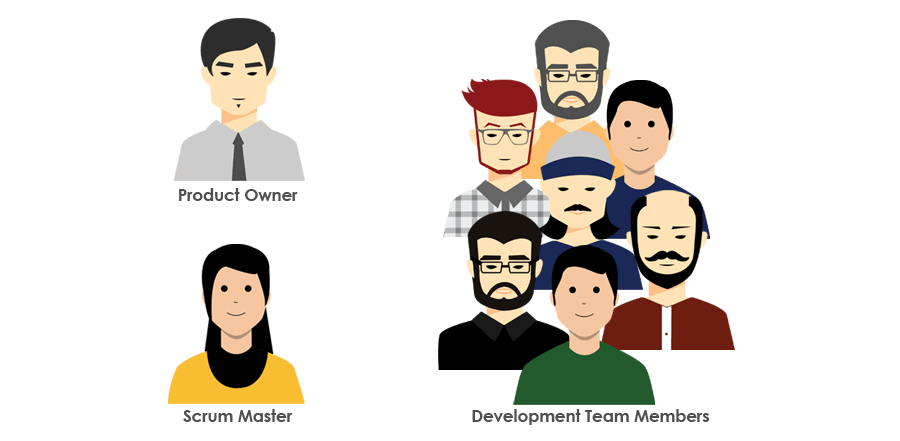 Product Owner
Scrum Master
Development Team Members